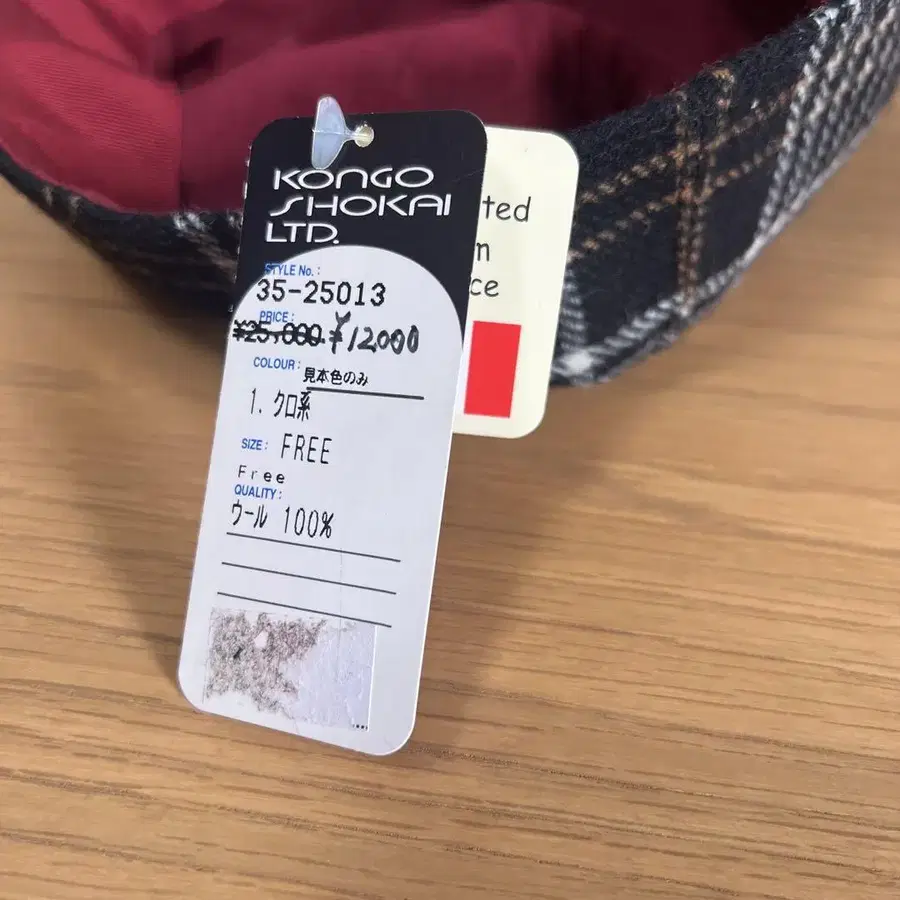 KONGO
SHOKAI
LTD.
STYLE No. :
35-25013
PRICE :
¥25,000. ¥12000
COLOUR :
見本色のみ
1. クロ系
SIZE : FREE
Free
QUALITY :
ウール 100%
ted
ce